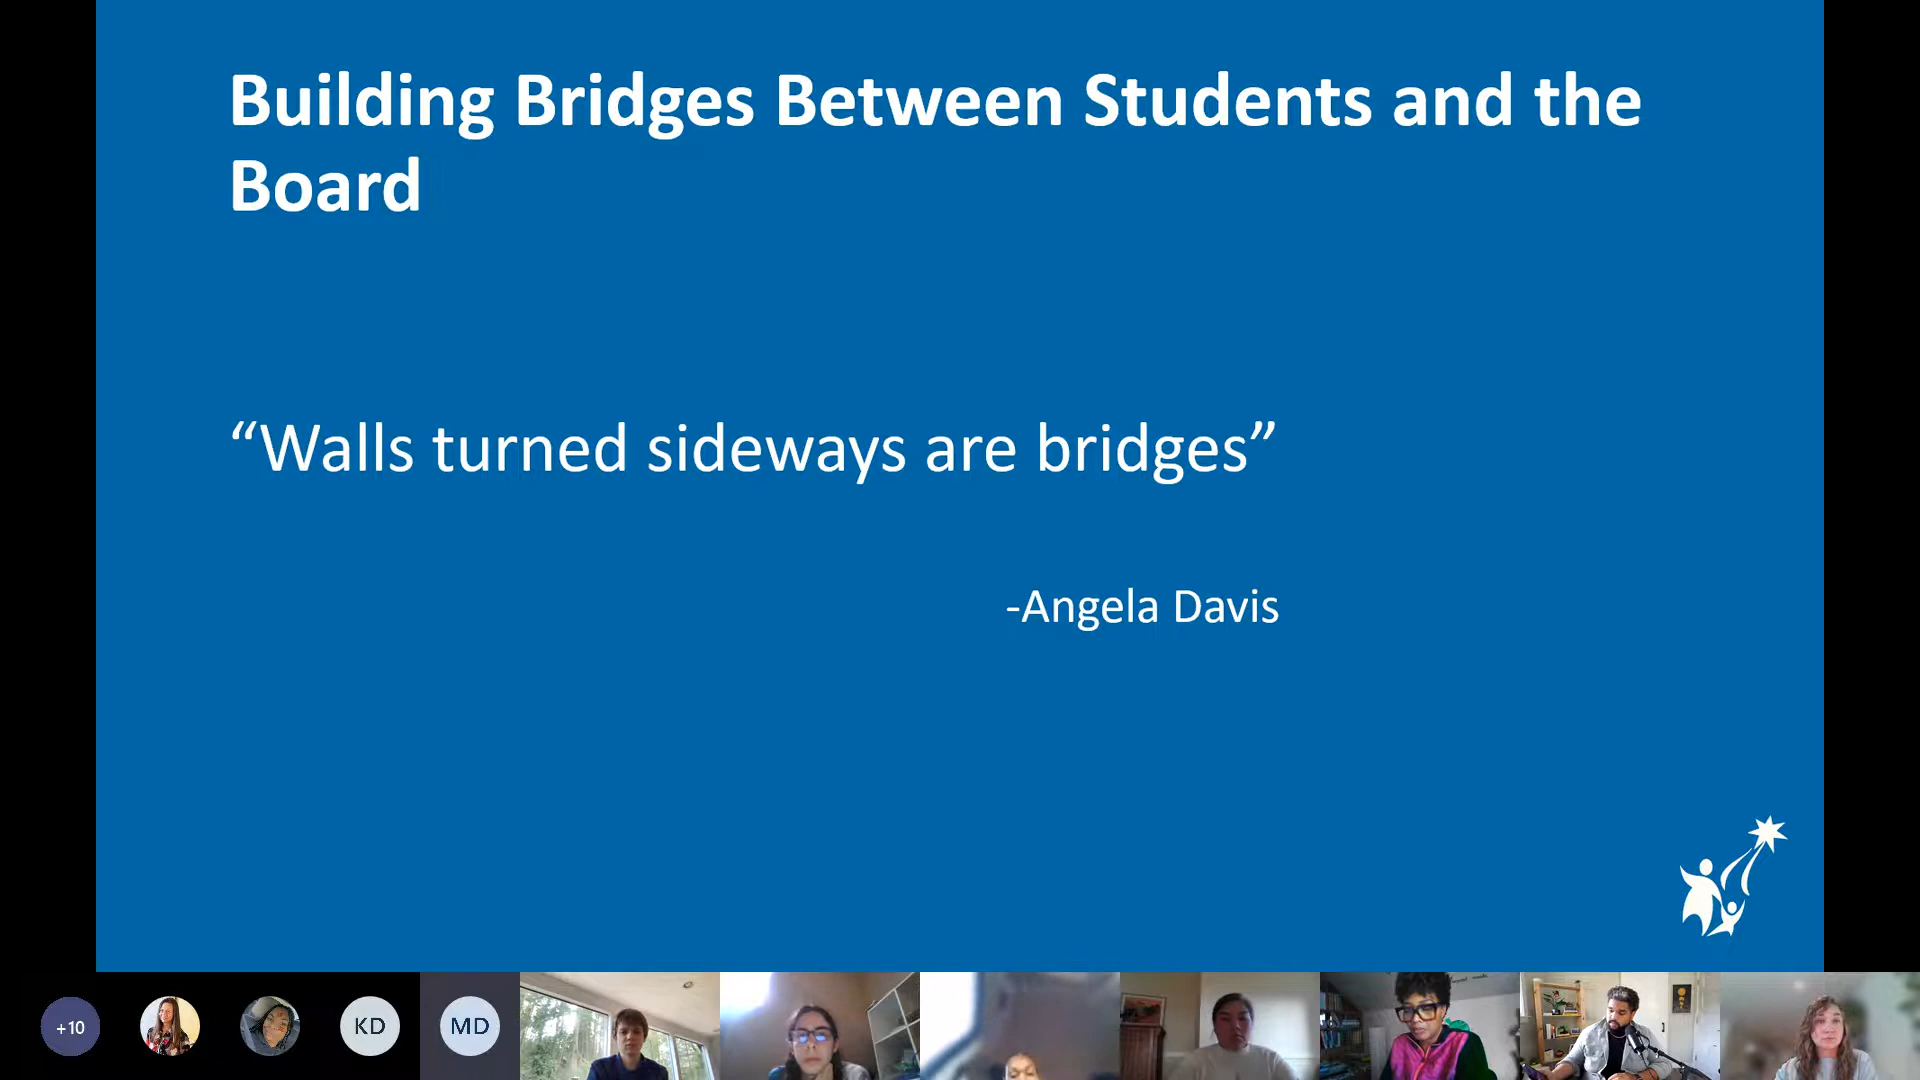 Building Bridges Between Students and the
Board
“Walls turned sideways are bridges”
-Angela Davis
+10
KD
MD